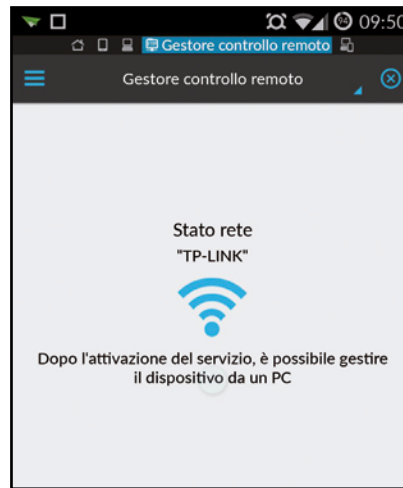 94 09:50
Gestore controllo remoto
Gestore controllo remoto
Stato rete
"TP-LINK"
Dopo l'attivazione del servizio, è possibile gestire
il dispositivo da un PC